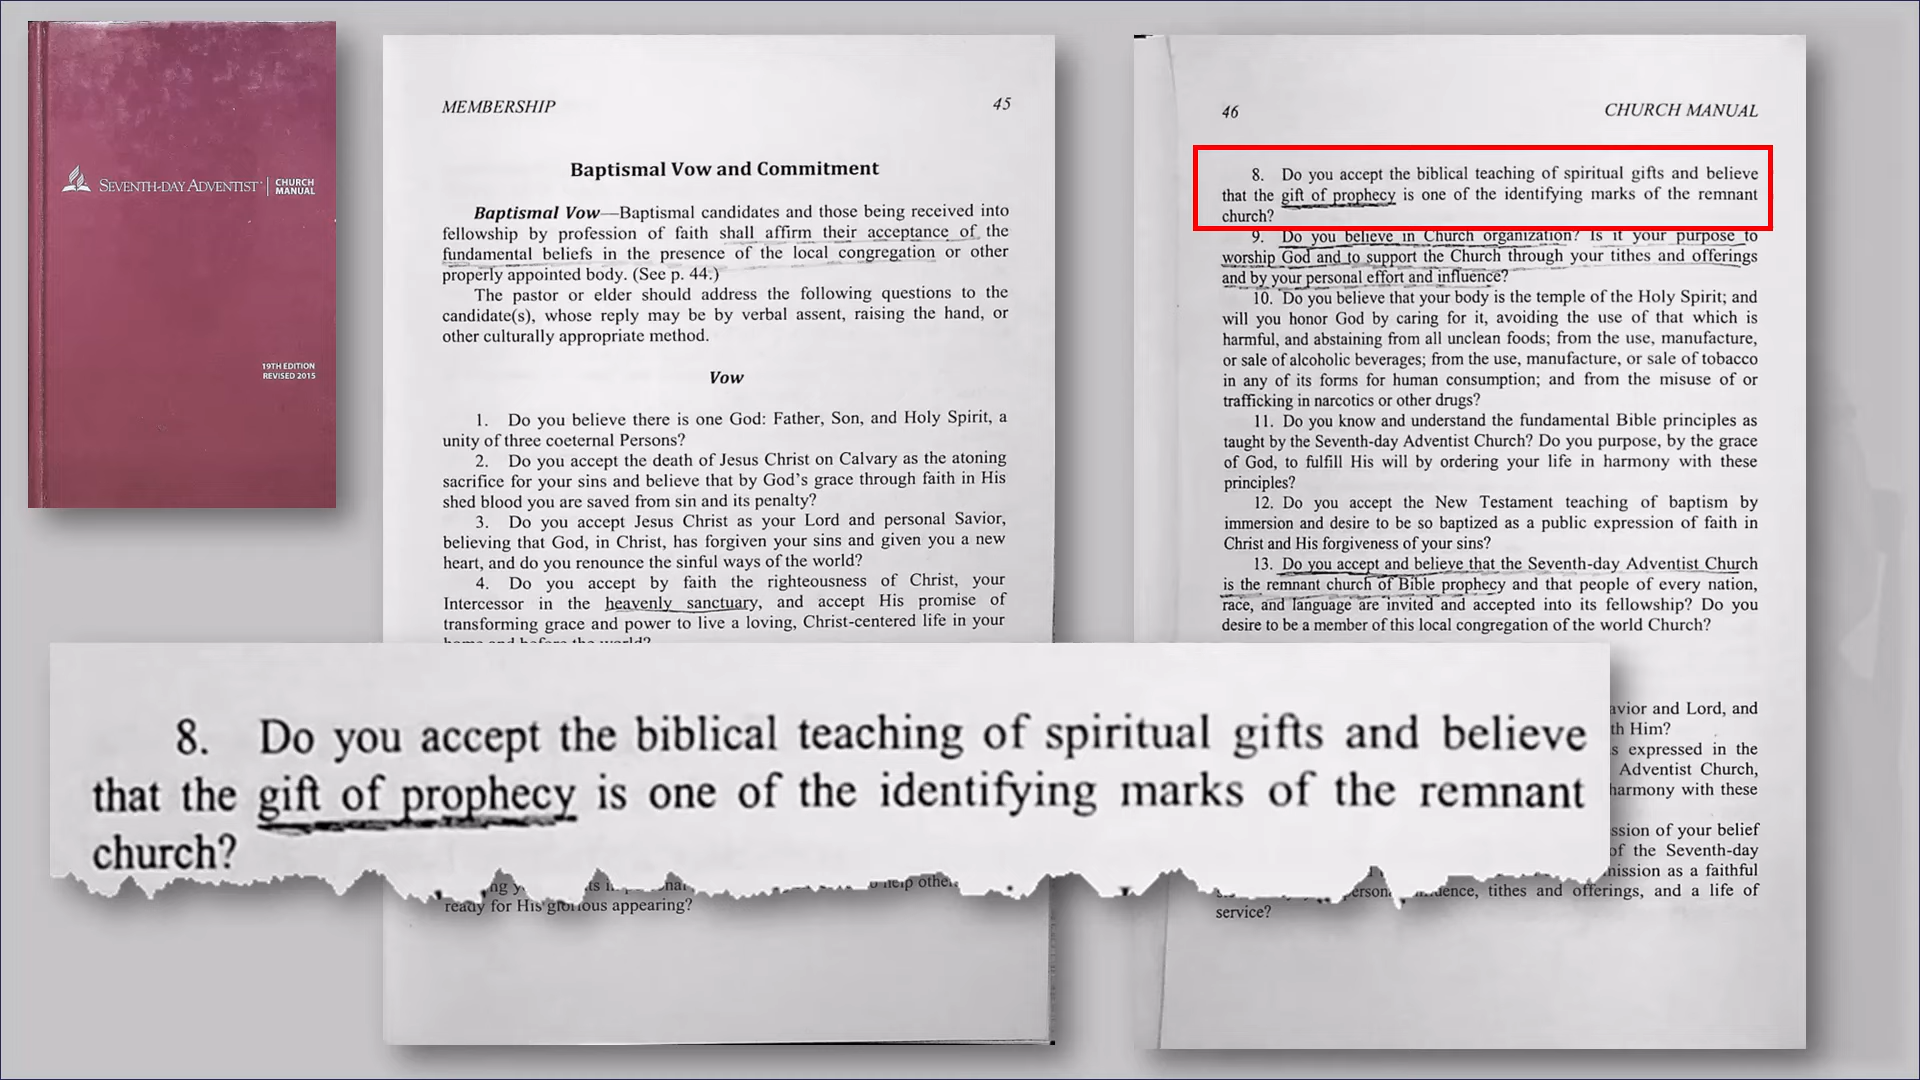 SEVENTH-DAY ADVENTIST® | CHURCH MANUAL
19TH EDITION
REVISED 2015
MEMBERSHIP 45
Baptismal Vow and Commitment
Baptismal Vow—Baptismal candidates and those being received into
fellowship by profession of faith shall affirm their acceptance of the
fundamental beliefs in the presence of the local congregation or other
properly appointed body. (See p. 44.)
The pastor or elder should address the following questions to the
candidate(s), whose reply may be by verbal assent, raising the hand, or
other culturally appropriate method.
Vow
1. Do you believe there is one God: Father, Son, and Holy Spirit, a
unity of three coeternal Persons?
2. Do you accept the death of Jesus Christ on Calvary as the atoning
sacrifice for your sins and believe that by God's grace through faith in His
shed blood you are saved from sin and its penalty?
3. Do you accept Jesus Christ as your Lord and personal Savior,
believing that God, in Christ, has forgiven your sins and given you a new
heart, and do you renounce the sinful ways of the world?
4. Do you accept by faith the righteousness of Christ, your
Intercessor in the heavenly sanctuary, and accept His promise of
transforming grace and power to live a loving, Christ-centered life in your
ready for His glorious appearing?
46 CHURCH MANUAL
8. Do you accept the biblical teaching of spiritual gifts and believe
that the gift of prophecy is one of the identifying marks of the remnant
church?
9. Do you believe in Church organization? Is it your purpose to
worship God and to support the Church through your tithes and offerings
and by your personal effort and influence?
10. Do you believe that your body is the temple of the Holy Spirit; and
will you honor God by caring for it, avoiding the use of that which is
harmful, and abstaining from all unclean foods; from the use, manufacture,
or sale of alcoholic beverages; from the use, manufacture, or sale of tobacco
in any of its forms for human consumption; and from the misuse of or
trafficking in narcotics or other drugs?
11. Do you know and understand the fundamental Bible principles as
taught by the Seventh-day Adventist Church? Do you purpose, by the grace
of God, to fulfill His will by ordering your life in harmony with these
principles?
12. Do you accept the New Testament teaching of baptism by
immersion and desire to be so baptized as a public expression of faith in
Christ and His forgiveness of your sins?
13. Do you accept and believe that the Seventh-day Adventist Church
is the remnant church of Bible prophecy and that people of every nation,
race, and language are invited and accepted into its fellowship? Do you
desire to be a member of this local congregation of the world Church?
and Lord, and
Him?
expressed in the
Adventist Church,
harmony with these
of your belief
of the Seventh-day
as a faithful
tithes and offerings, and a life of
service?
8. Do you accept the biblical teaching of spiritual gifts and believe
that the gift of prophecy is one of the identifying marks of the remnant
church?